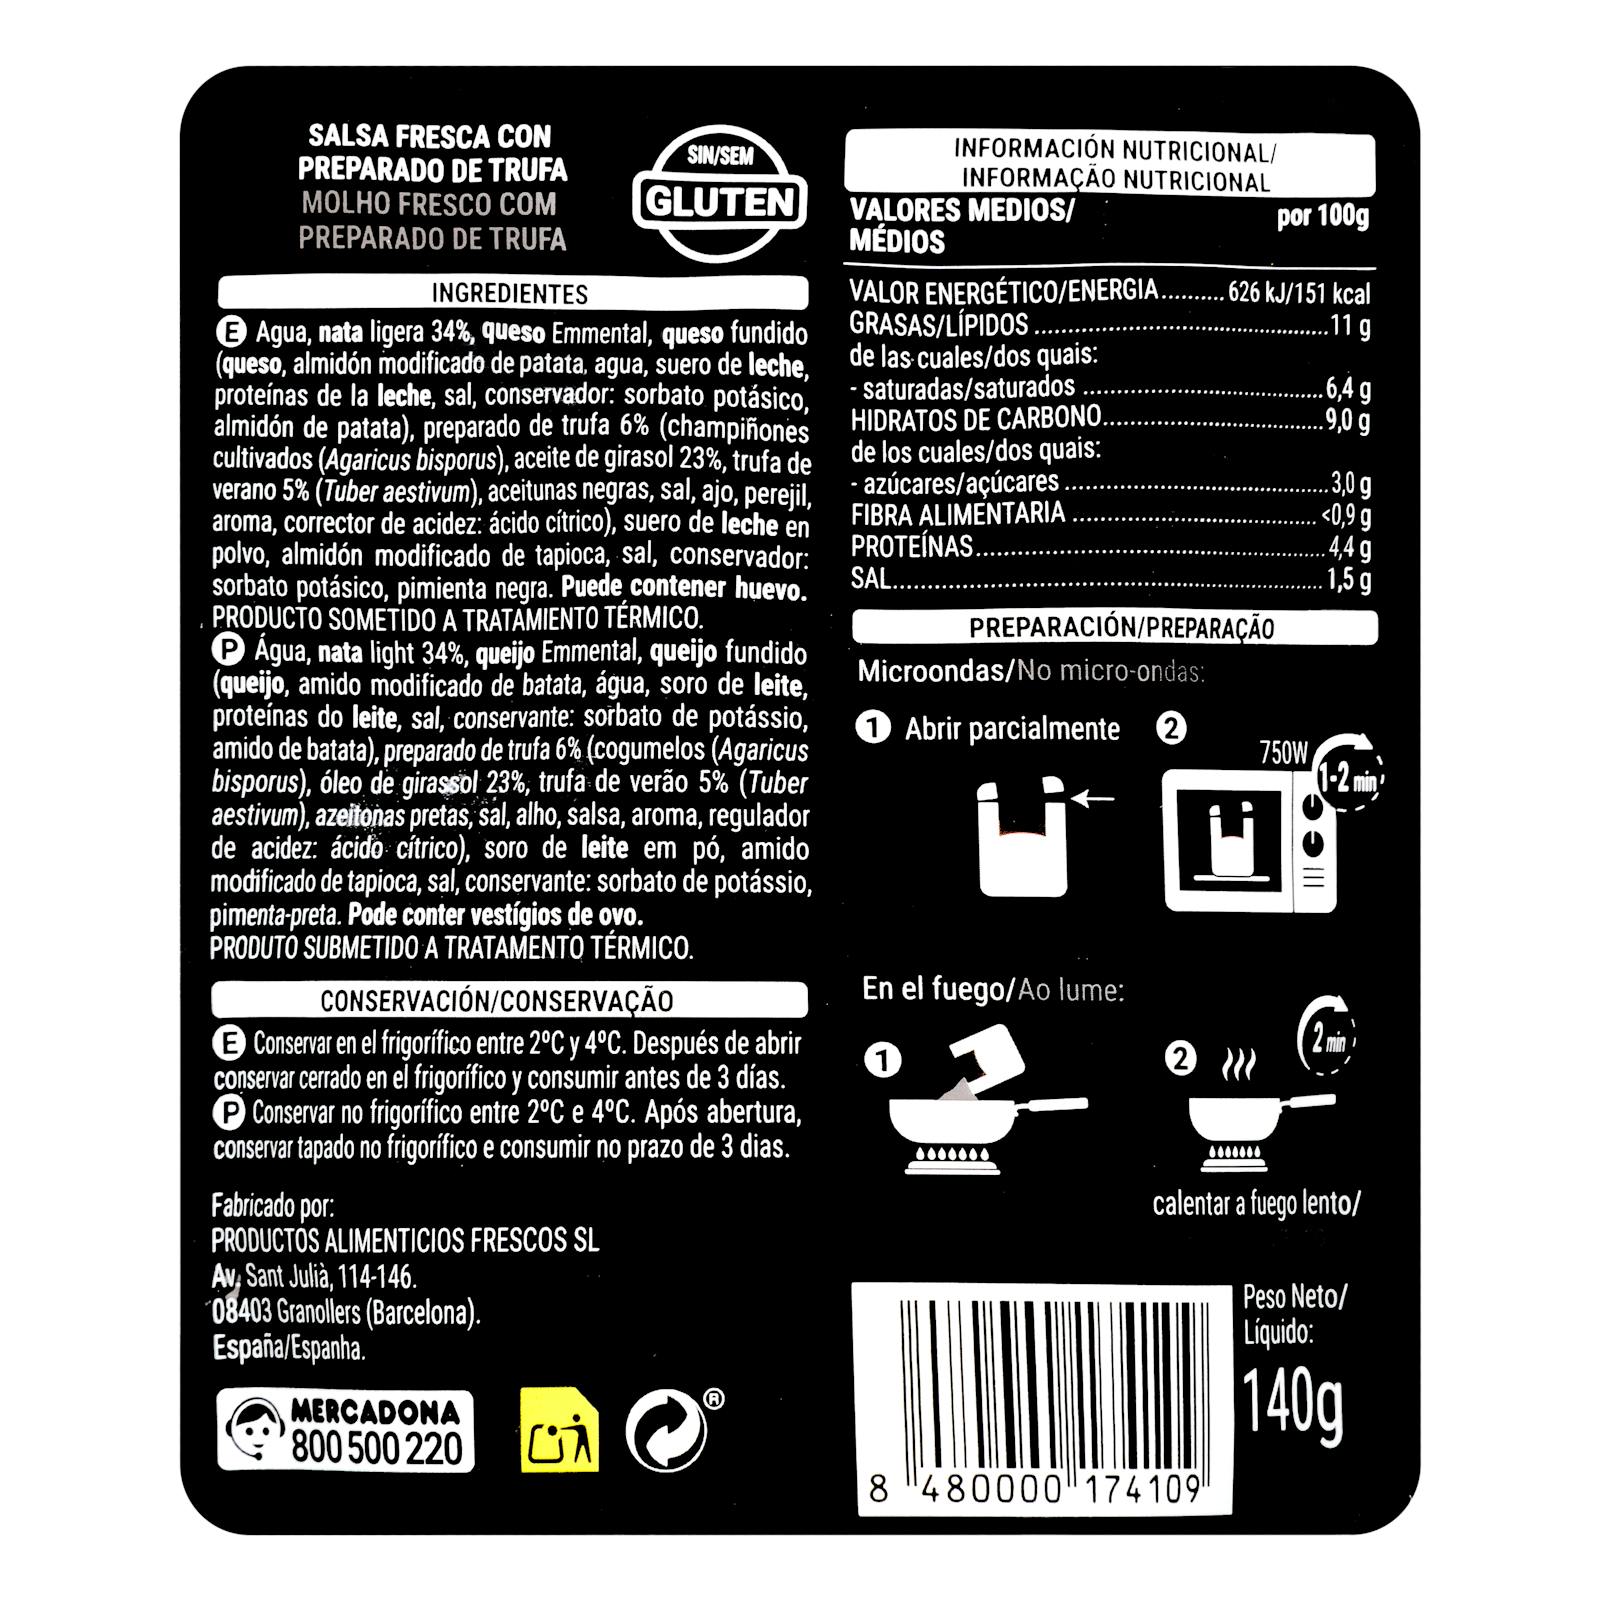 SALSA FRESCA CON
PREPARADO DE TRUFA
MOLHO FRESCO COM
PREPARADO DE TRUFA
SIN/SEM
GLUTEN
INGREDIENTES
E Agua, nata ligera 34%, queso Emmental, queso fundido
(queso, almidón modificado de patata, agua, suero de leche,
proteínas de la leche, sal, conservador: sorbato potásico,
almidón de patata), preparado de trufa 6% (champiñones
cultivados (Agaricus bisporus), aceite de girasol 23%, trufa de
verano 5% (Tuber aestivum), aceitunas negras, sal, ajo, perejil,
aroma, corrector de acidez: ácido cítrico), suero de leche en
polvo, almidón modificado de tapioca, sal, conservador:
sorbato potásico, pimienta negra. Puede contener huevo.
PRODUCTO SOMETIDO A TRATAMIENTO TÉRMICO.
P Água, nata light 34%, queijo Emmental, queijo fundido
(queijo, amido modificado de batata, água, soro de leite,
proteínas do leite, sal, conservante: sorbato de potássio,
amido de batata), preparado de trufa 6% (cogumelos (Agaricus
bisporus), óleo de girassol 23%, trufa de verão 5% (Tuber
aestivum), azeitonas pretas, sal, alho, salsa, aroma, regulador
de acidez: ácido cítrico), soro de leite em pó, amido
modificado de tapioca, sal, conservante: sorbato de potássio,
pimenta-preta. Pode conter vestígios de ovo.
PRODUTO SUBMETIDO A TRATAMENTO TÉRMICO.
CONSERVACIÓN/CONSERVAÇÃO
E Conservar en el frigorífico entre 2ºC y 4ºC. Después de abrir
conservar cerrado en el frigorífico y consumir antes de 3 días.
P Conservar no frigorífico entre 2ºC e 4ºC. Após abertura,
conservar tapado no frigorífico e consumir no prazo de 3 dias.
Fabricado por:
PRODUCTOS ALIMENTICIOS FRESCOS SL
Av. Sant Julià, 114-146.
08403 Granollers (Barcelona).
España/Espanha.
MERCADONA
800 500 220
®
INFORMACIÓN NUTRICIONAL/
INFORMAÇÃO NUTRICIONAL
VALORES MEDIOS/ por 100g
MÉDIOS
VALOR ENERGÉTICO/ENERGIA.......... 626 kJ/151 kcal
GRASAS/LÍPIDOS ..........11 g
de las cuales/dos quais:
- saturadas/saturados .......... 6,4 g
HIDRATOS DE CARBONO..........9,0 g
de los cuales/dos quais:
- azúcares/açúcares .......... 3,0 g
FIBRA ALIMENTARIA .......... <0,9 g
PROTEÍNAS.......... 4,4 g
SAL.......... 1,5 g
PREPARACIÓN/PREPARAÇÃO
Microondas/No micro-ondas:
1 Abrir parcialmente 2
750W
1-2 min
En el fuego/Ao lume:
1 2
2 min
calentar a fuego lento/
Peso Neto/
Líquido:
140g
8 480000 174109